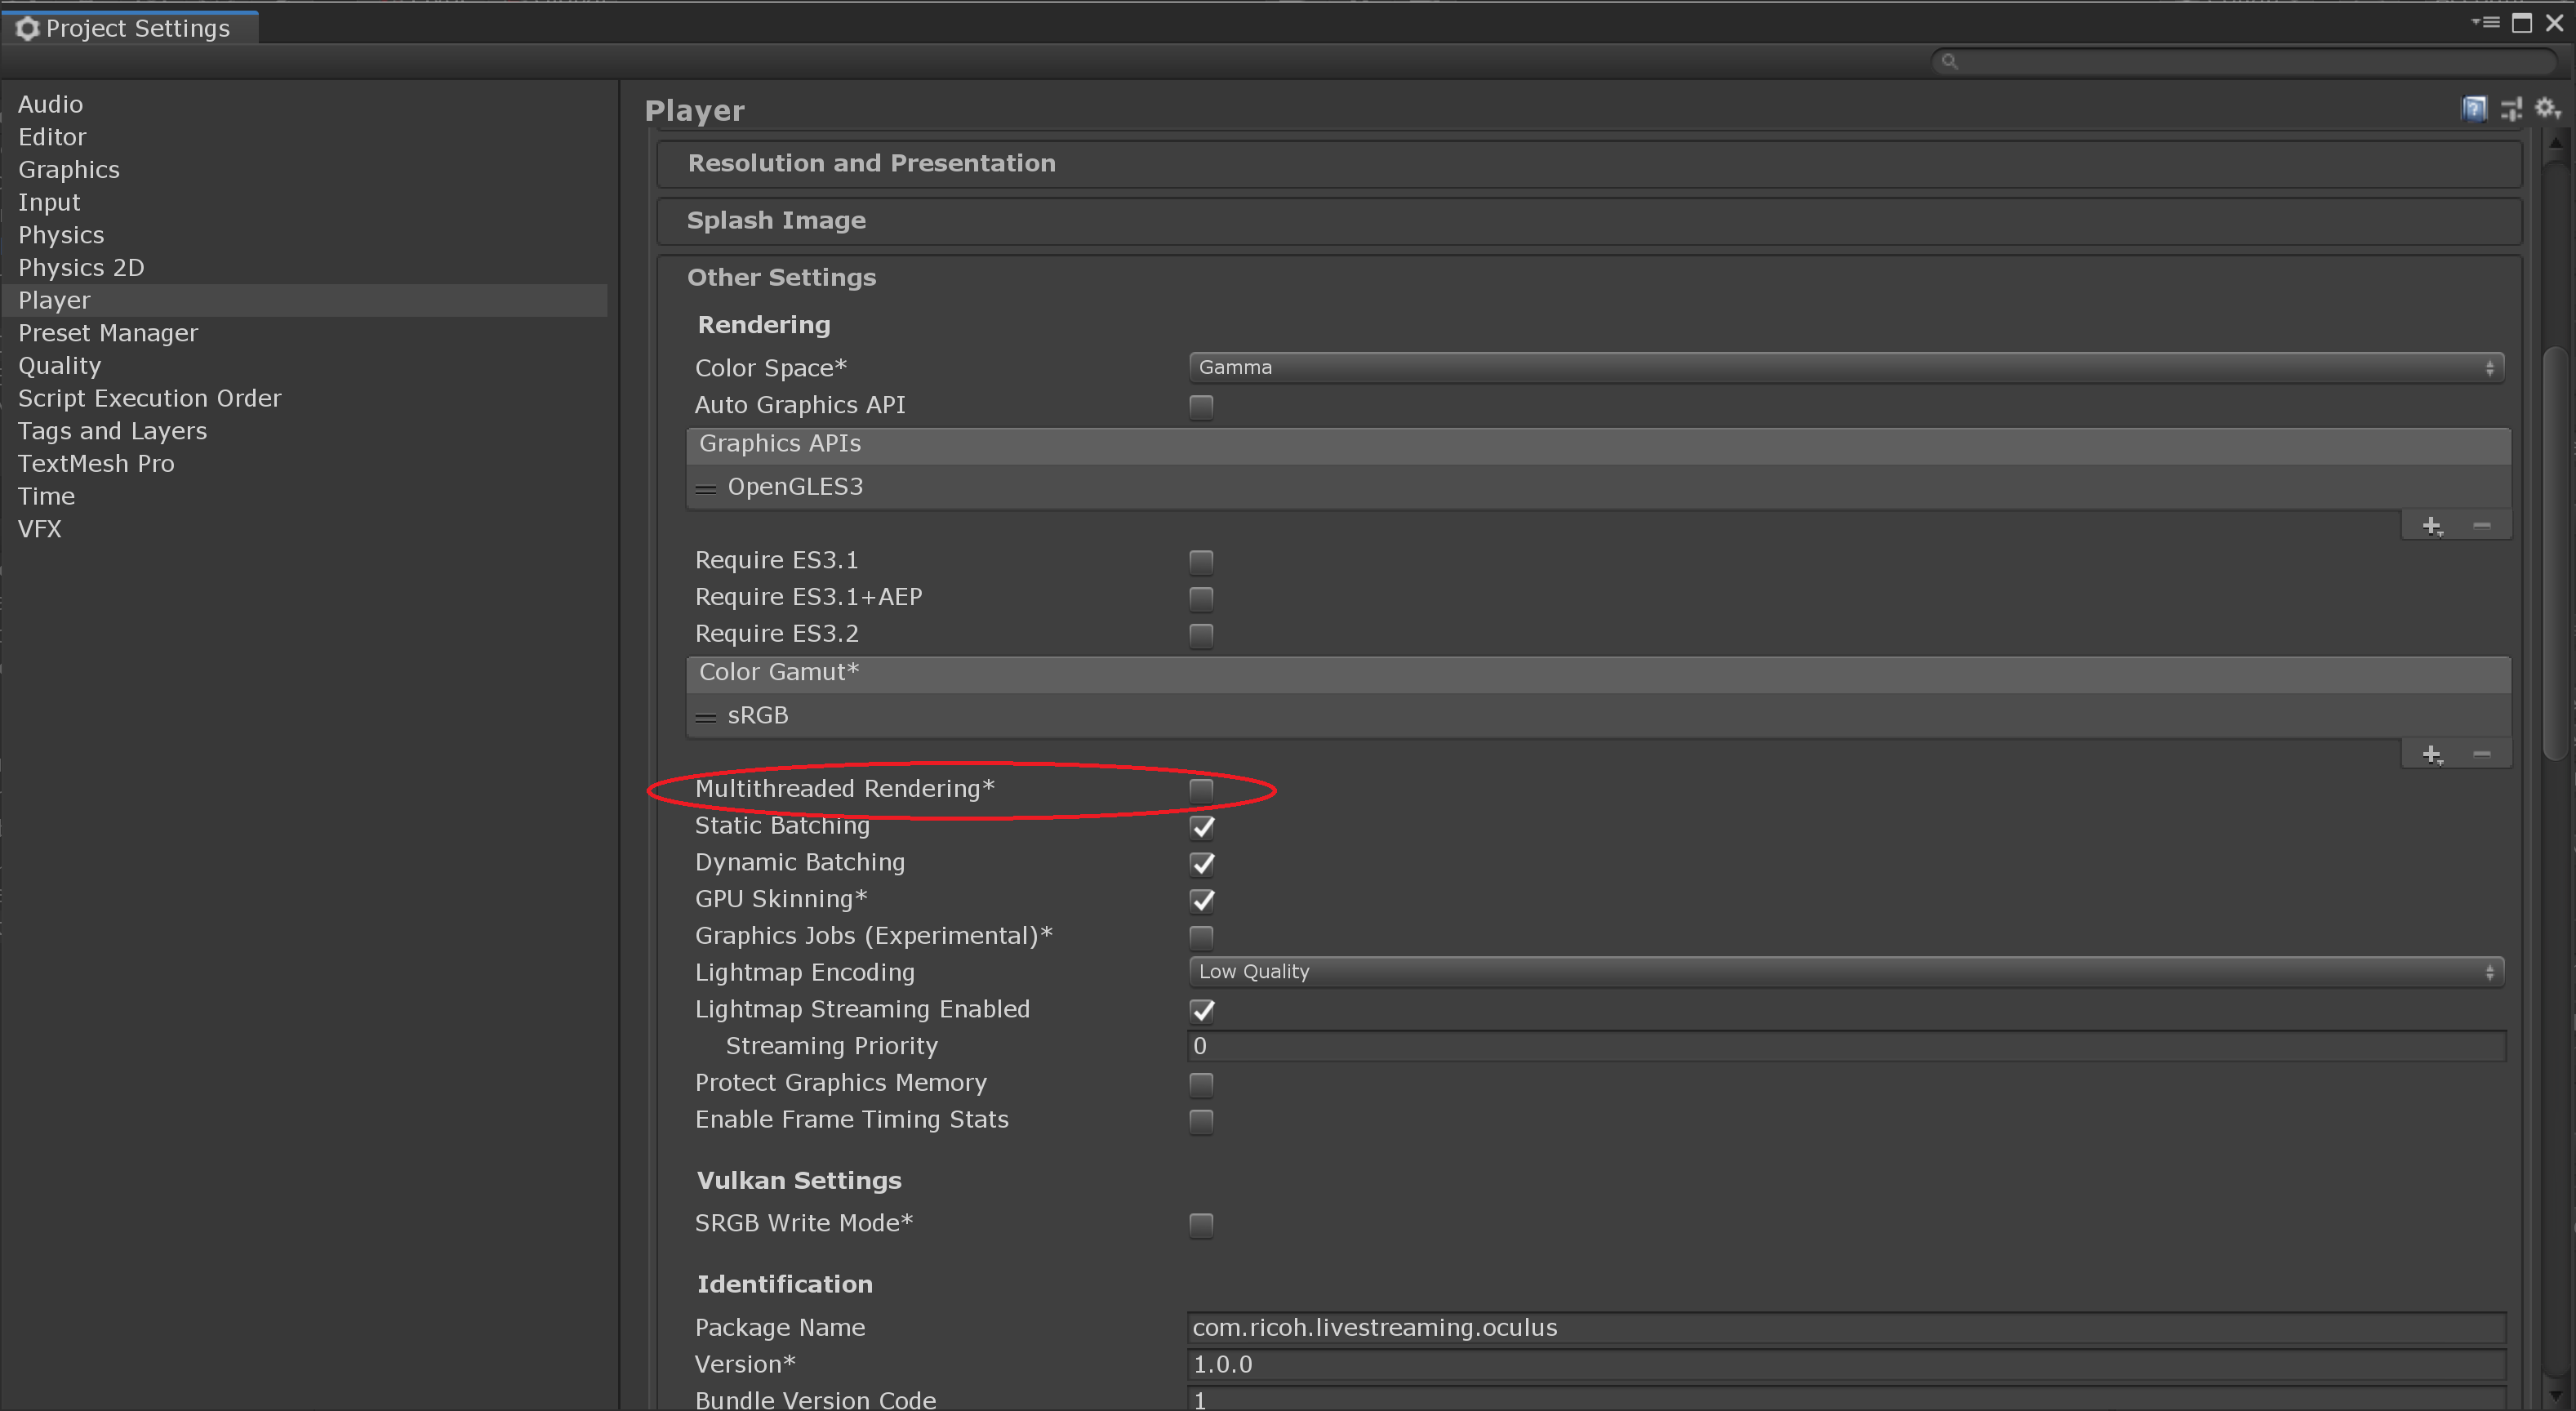 Project Settings
Audio
Editor
Graphics
Input
Physics
Physics 2D
Player
Preset Manager
Quality
Script Execution Order
Tags and Layers
TextMesh Pro
Time
VFX
Player
Resolution and Presentation
Splash Image
Other Settings
Rendering
Color Space* Gamma
Auto Graphics API
Graphics APIs
OpenGLES3
Require ES3.1
Require ES3.1+AEP
Require ES3.2
Color Gamut*
sRGB
Multithreaded Rendering*
Static Batching
Dynamic Batching
GPU Skinning*
Graphics Jobs (Experimental)*
Lightmap Encoding Low Quality
Lightmap Streaming Enabled
Streaming Priority 0
Protect Graphics Memory
Enable Frame Timing Stats
Vulkan Settings
SRGB Write Mode*
Identification
Package Name com.ricoh.livestreaming.oculus
Version* 1.0.0
Bundle Version Code 1